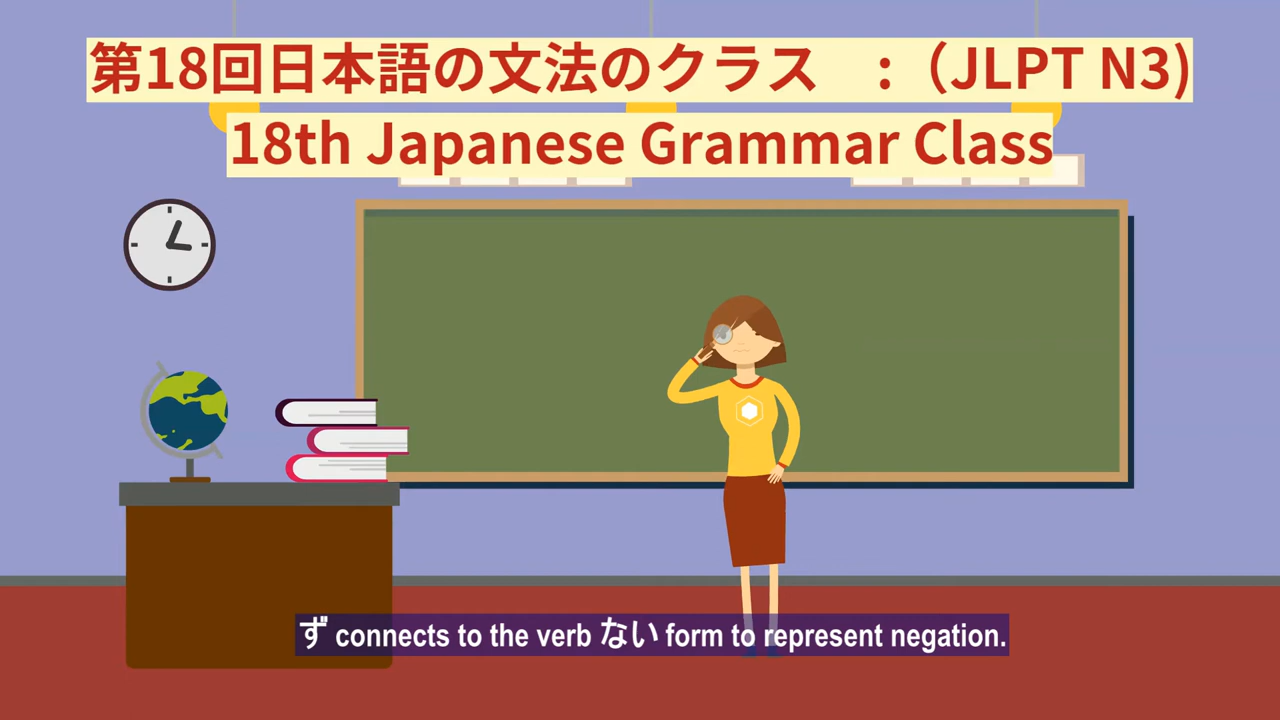 第18回日本語の文法のクラス　:（JLPT N3)
18th Japanese Grammar Class
ず connects to the verb ない form to represent negation.